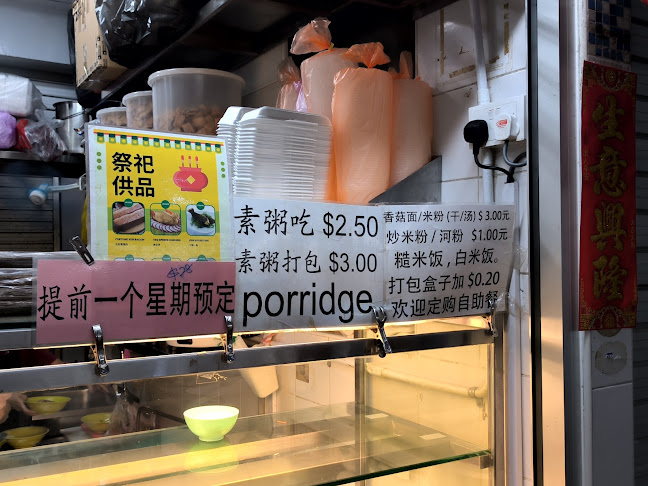 祭祀
供品
提前一个星期预定
素粥吃 $2.50
素粥打包 $3.00
porridge
香菇面/米粉 (干/汤) $ 3.00元
炒米粉 / 河粉 $1.00元
糙米饭 , 白米饭。
打包盒子加 $0.20
欢迎定购自助餐
生意興隆